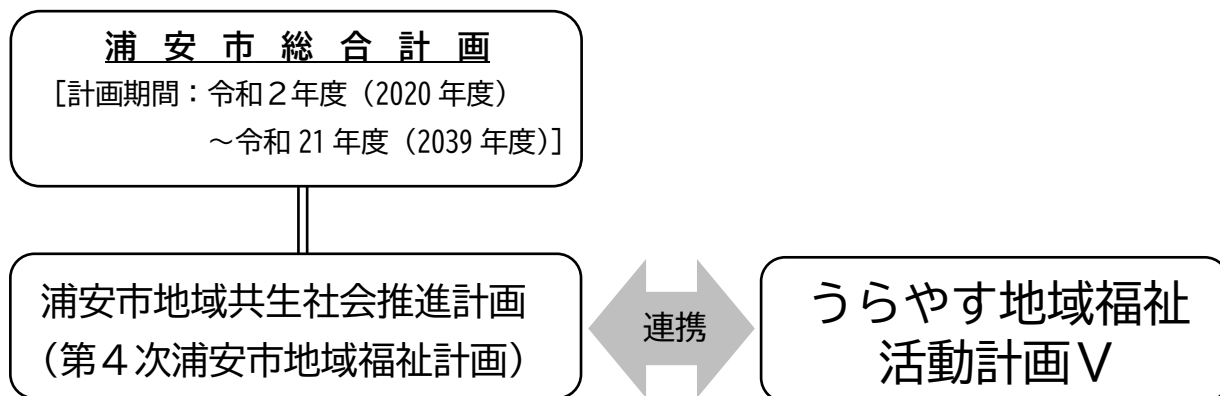 浦安市総合計画
[計画期間：令和２年度（2020 年度）
～令和 21 年度（2039 年度）]
浦安市地域共生社会推進計画
（第４次浦安市地域福祉計画）
連携
うらやす地域福祉
活動計画Ⅴ